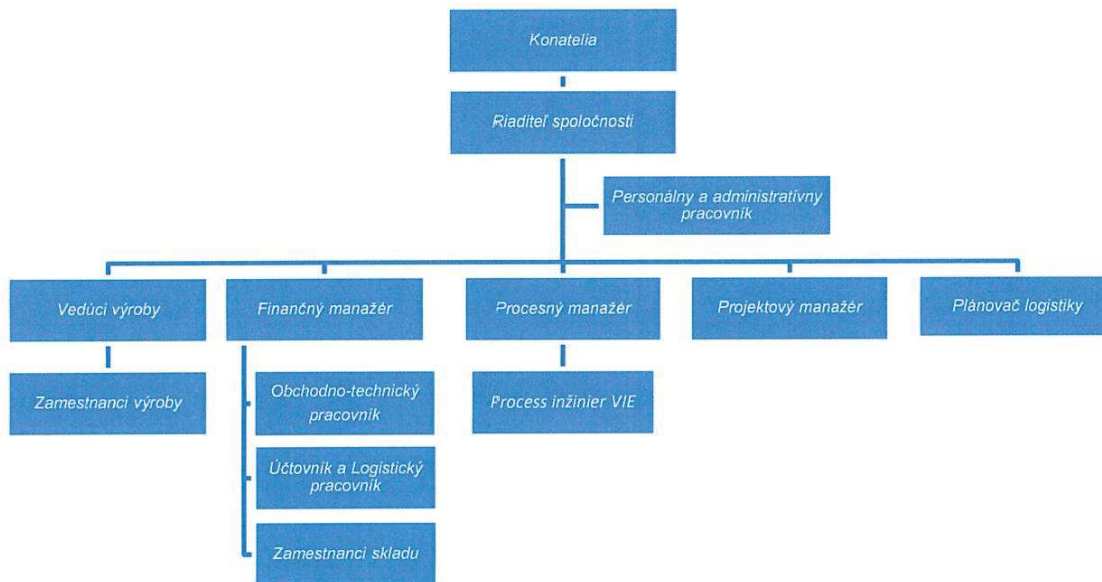 Konatelia
Riaditeľ spoločnosti
Personálny a administratívny
pracovník
Vedúci výroby
Finančný manažér
Procesný manažér
Projektový manažér
Plánovač logistiky
Zamestnanci výroby
Obchodno-technický
pracovník
Process inžinier VIE
Účtovník a Logistický
pracovník
Zamestnanci skladu